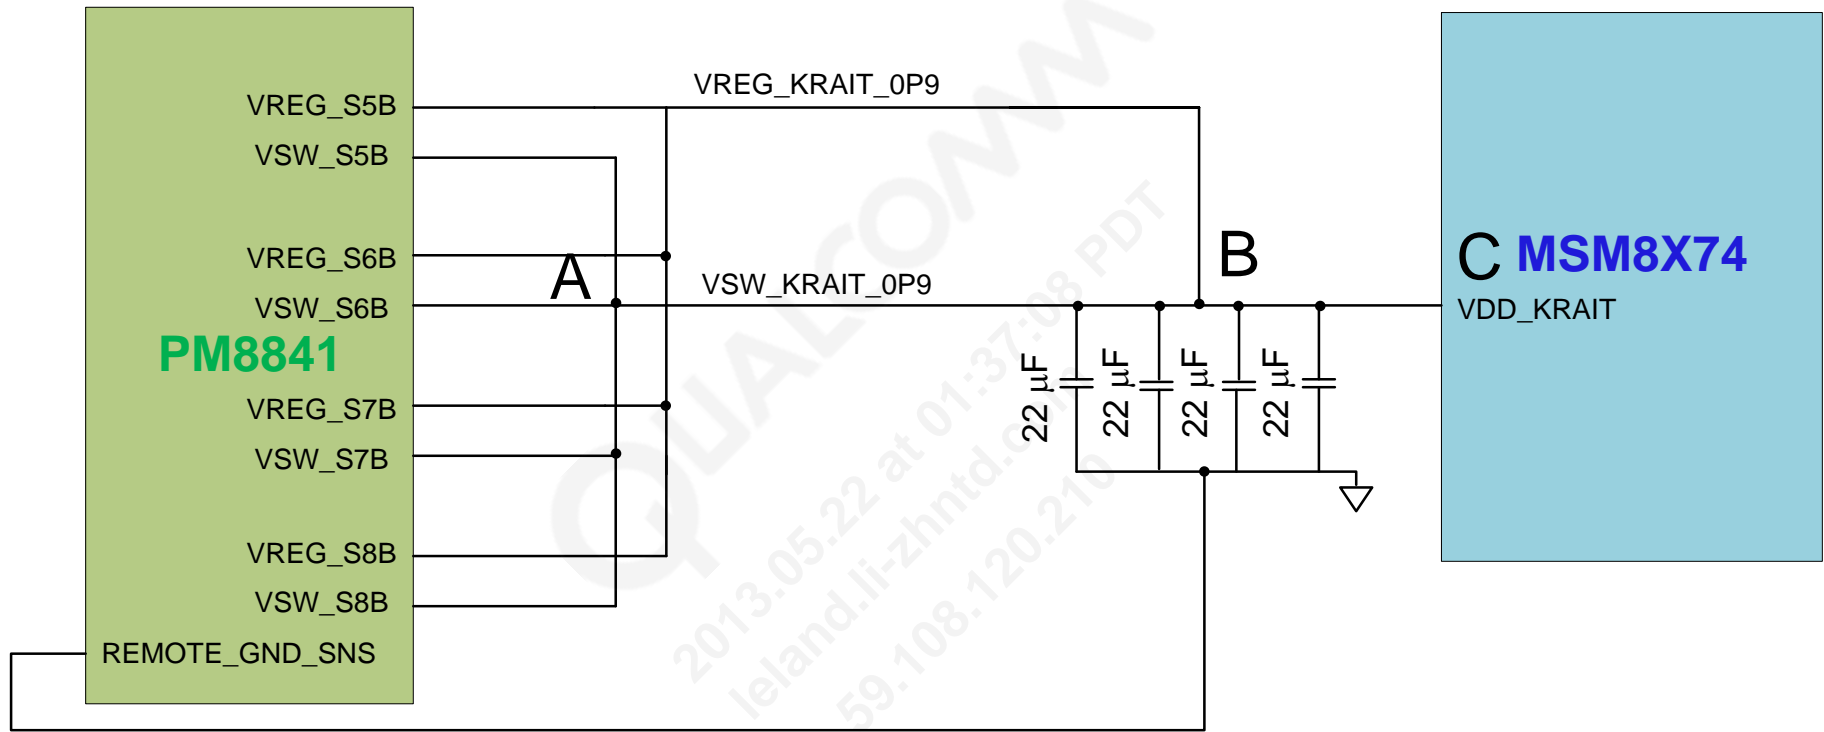 VREG_KRAIT_0P9
VREG_S5B
VSW_S5B
VREG_S6B
VSW_S6B
PM8841
VREG_S7B
VSW_S7B
VREG_S8B
VSW_S8B
REMOTE_GND_SNS
A
VSW_KRAIT_0P9
B
22 µF
22 µF
22 µF
22 µF
C MSM8X74
VDD_KRAIT
QUALCOMM
2013.05.22 at 01:37:08 PDT
leland.li-zhntd.com
59.108.120.210